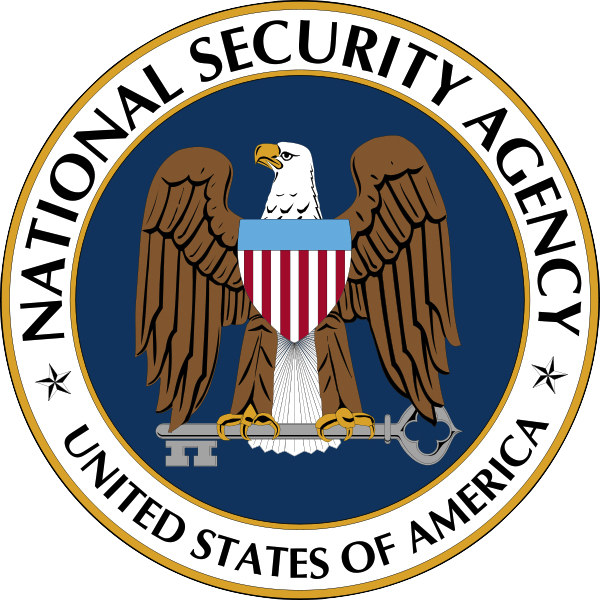 NATIONAL SECURITY AGENCY
UNITED STATES OF AMERICA